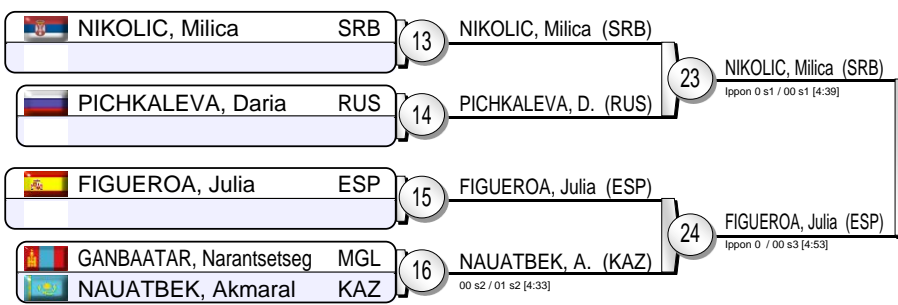 NIKOLIC, Milica SRB
13
NIKOLIC, Milica (SRB)
23
NIKOLIC, Milica (SRB)
Ippon 0 s1 / 00 s1 [4:39]
PICHKALEVA, Daria RUS
14
PICHKALEVA, D. (RUS)
FIGUEROA, Julia ESP
15
FIGUEROA, Julia (ESP)
24
FIGUEROA, Julia (ESP)
Ippon 0 / 00 s3 [4:53]
GANBAATAR, Narantsetseg MGL
NAUATBEK, Akmaral KAZ
16
NAUATBEK, A. (KAZ)
00 s2 / 01 s2 [4:33]